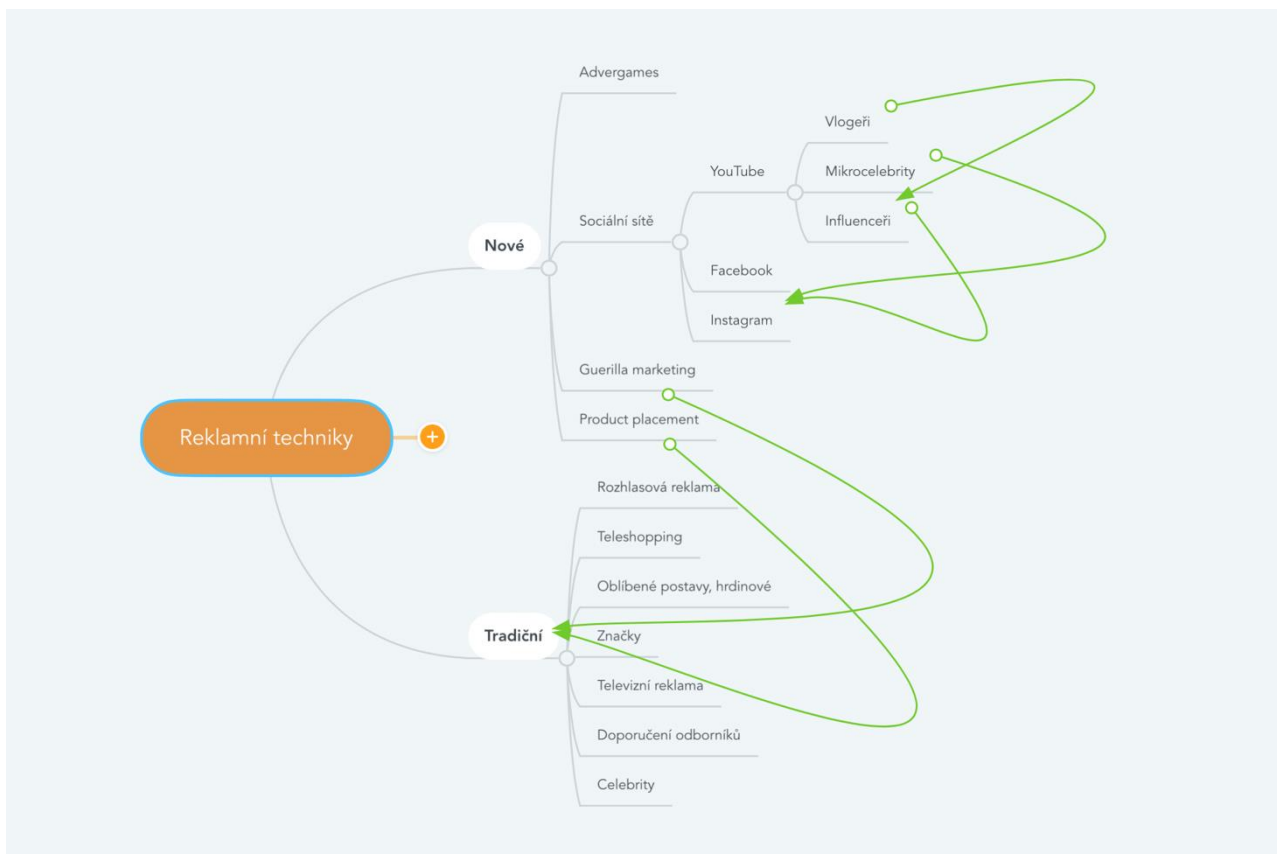 Reklamní techniky
+
Nové
Advergames
Sociální sítě
YouTube
Vlogeři
Mikrocelebrity
Influenceři
Facebook
Instagram
Guerilla marketing
Product placement
Tradiční
Rozhlasová reklama
Teleshopping
Oblíbené postavy, hrdinové
Značky
Televizní reklama
Doporučení odborníků
Celebrity